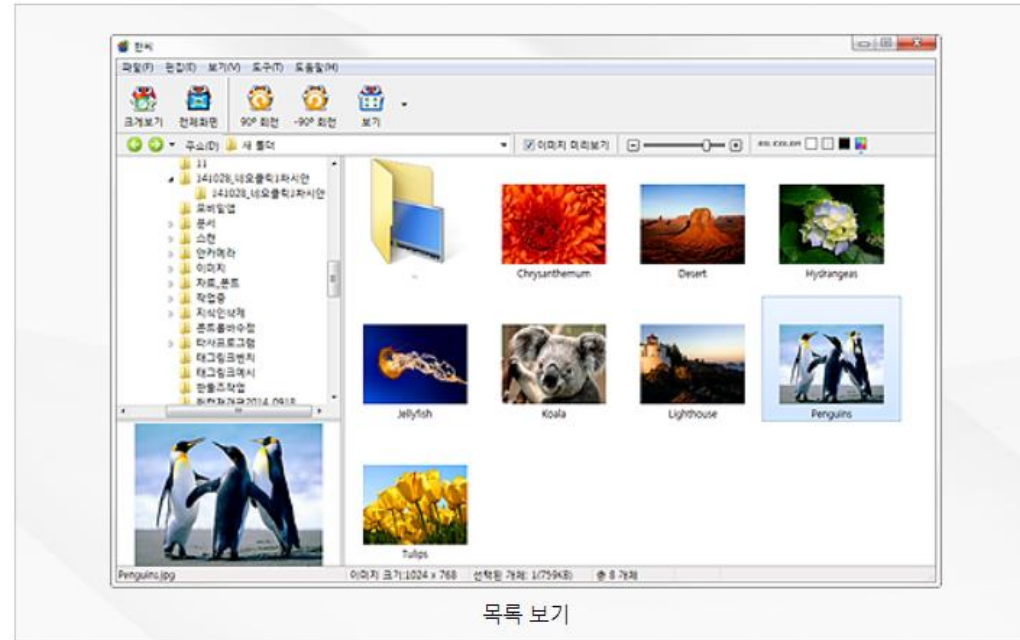 한씨
파일(F) 편집(E) 보기(V) 도구(T) 도움말(H)
크게보기 전체화면 90º 회전 -90º 회전 보기
주소(D) 새 폴더 이미지 미리보기
11
141028_네오클릭1차시안
141028_네오클릭1차시안
모바일앱
문서
스캔
안카메라
이미지
자료_폰트
작업중
지식인삭제
폰트몰바수정
타사프로그램
태그링크벤치
태그링크예시
한줄즈작업
Chrysanthemum Desert Hydrangeas
Jellyfish Koala Lighthouse Penguins
Tulips
Penguins.jpg 이미지 크기:1024 x 768 선택된 개체: 1(759KB) 총 8 개체
목록 보기